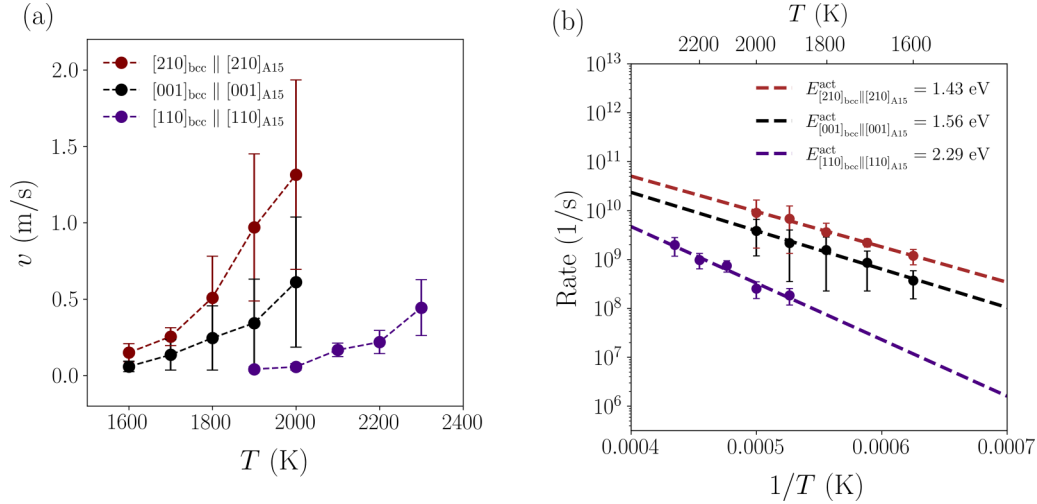 (a)
2.0
1.5
1.0
0.5
0.0
v (m/s)
[210]bcc ∥ [210]A15
[001]bcc ∥ [001]A15
[110]bcc ∥ [110]A15
1600 1800 2000 2200 2400
T (K)
(b)
T (K)
2200 2000 1800 1600
10^13
10^12
10^11
10^10
10^9
10^8
10^7
10^6
Rate (1/s)
E^act_[210]bcc∥[210]A15 = 1.43 eV
E^act_[001]bcc∥[001]A15 = 1.56 eV
E^act_[110]bcc∥[110]A15 = 2.29 eV
0.0004 0.0005 0.0006 0.0007
1/T (K)